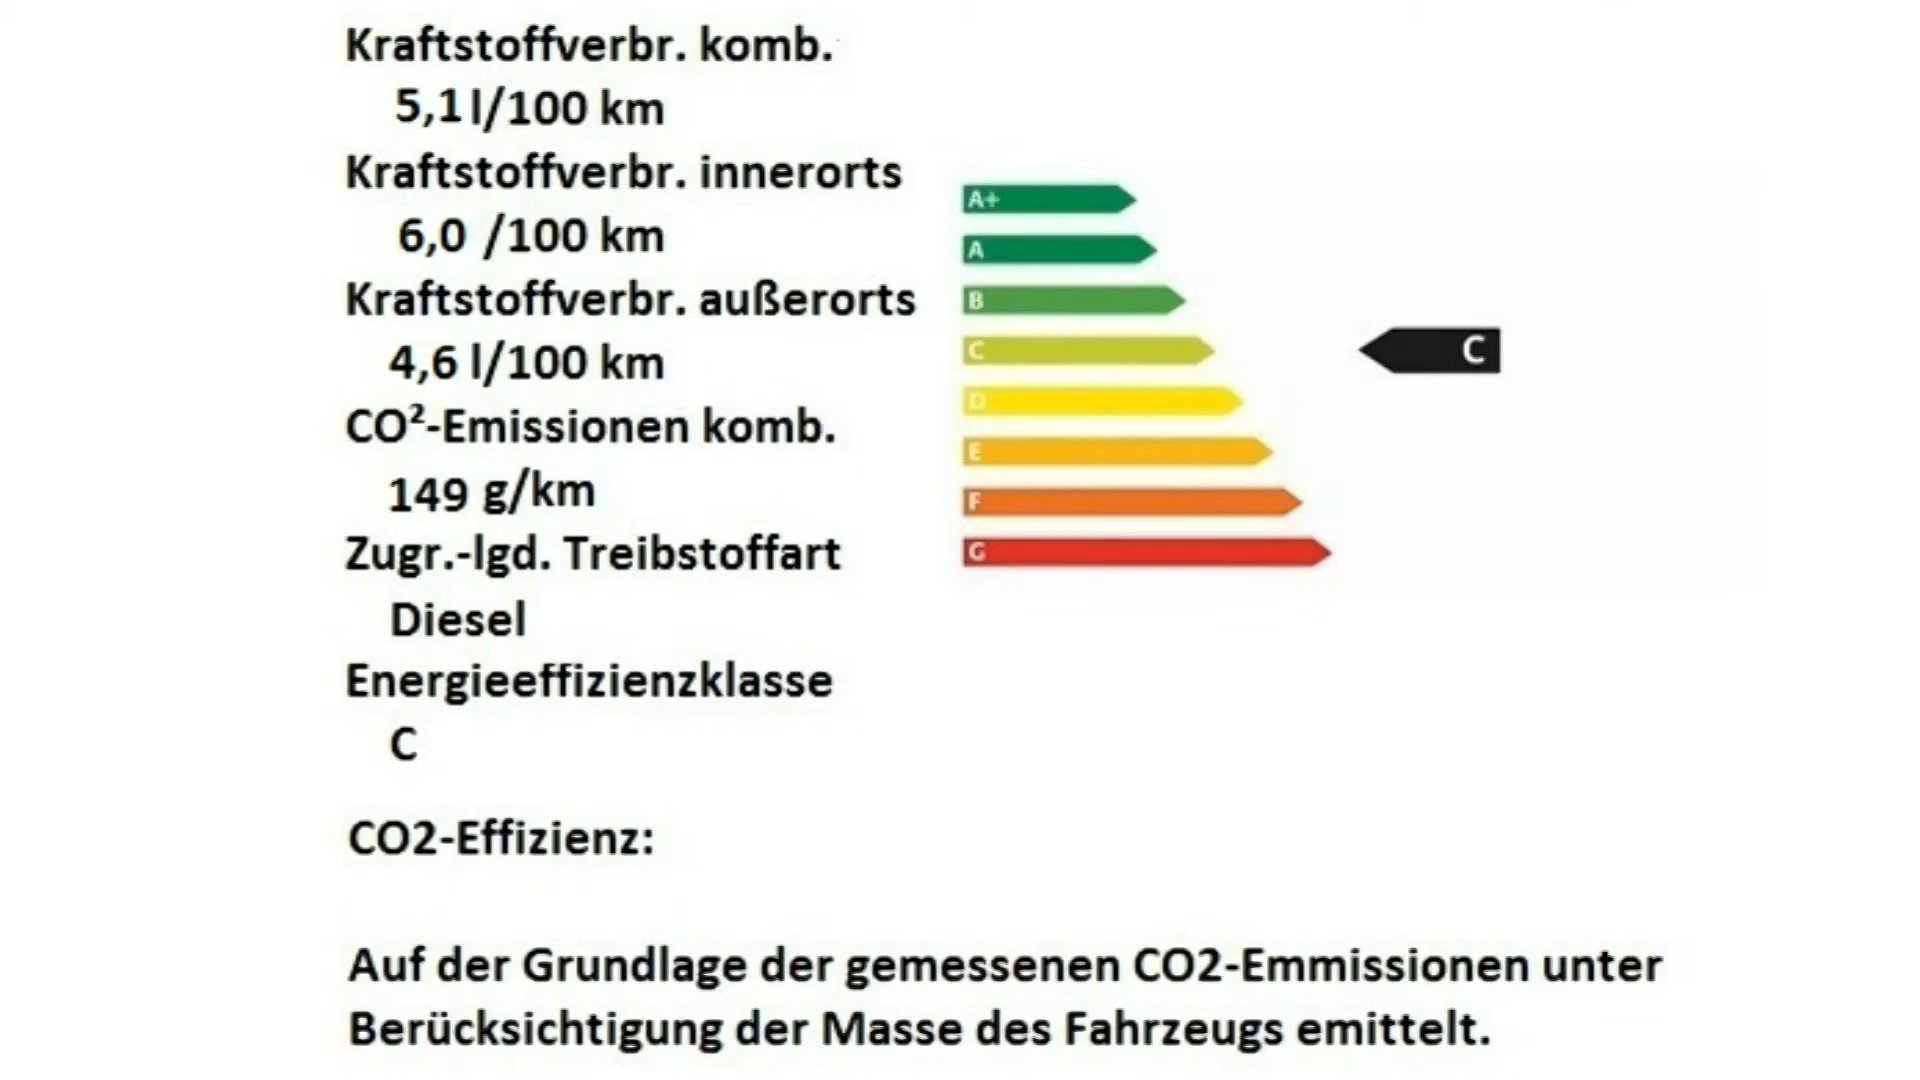 Kraftstoffverbr. komb.
5,1 l/100 km
Kraftstoffverbr. innerorts
6,0 /100 km
Kraftstoffverbr. außerorts
4,6 l/100 km
CO²-Emissionen komb.
149 g/km
Zugr.-lgd. Treibstoffart
Diesel
Energieeffizienzklasse
C
A+
A
B
C
C
D
E
F
G
CO2-Effizienz:
Auf der Grundlage der gemessenen CO2-Emmissionen unter
Berücksichtigung der Masse des Fahrzeugs emittelt.